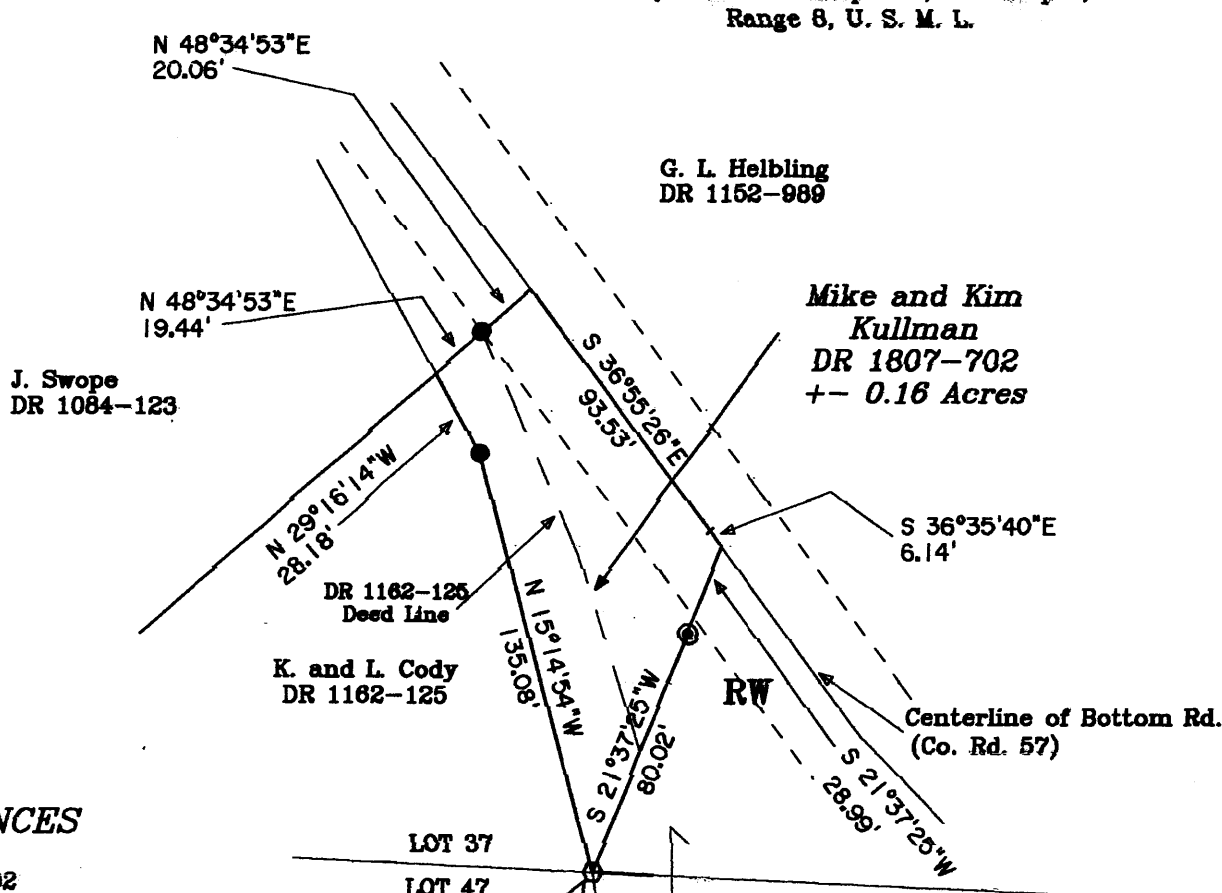 Range 8, U. S. M. L.
N 48°34'53"E
20.06'
G. L. Helbling
DR 1152-989
N 48°34'53"E
19.44'
Mike and Kim
Kullman
DR 1807-702
+- 0.16 Acres
J. Swope
DR 1084-123
S 36°55'26"E
93.53'
S 36°35'40"E
6.14'
N 29°16'14"W
28.18'
DR 1162-125
Deed Line
N 15°14'54"W
135.08'
K. and L. Cody
DR 1162-125
S 21°37'25"W
80.02'
RW
Centerline of Bottom Rd.
(Co. Rd. 57)
S 21°37'25"W
28.99'
NCES
LOT 37
02
LOT 47